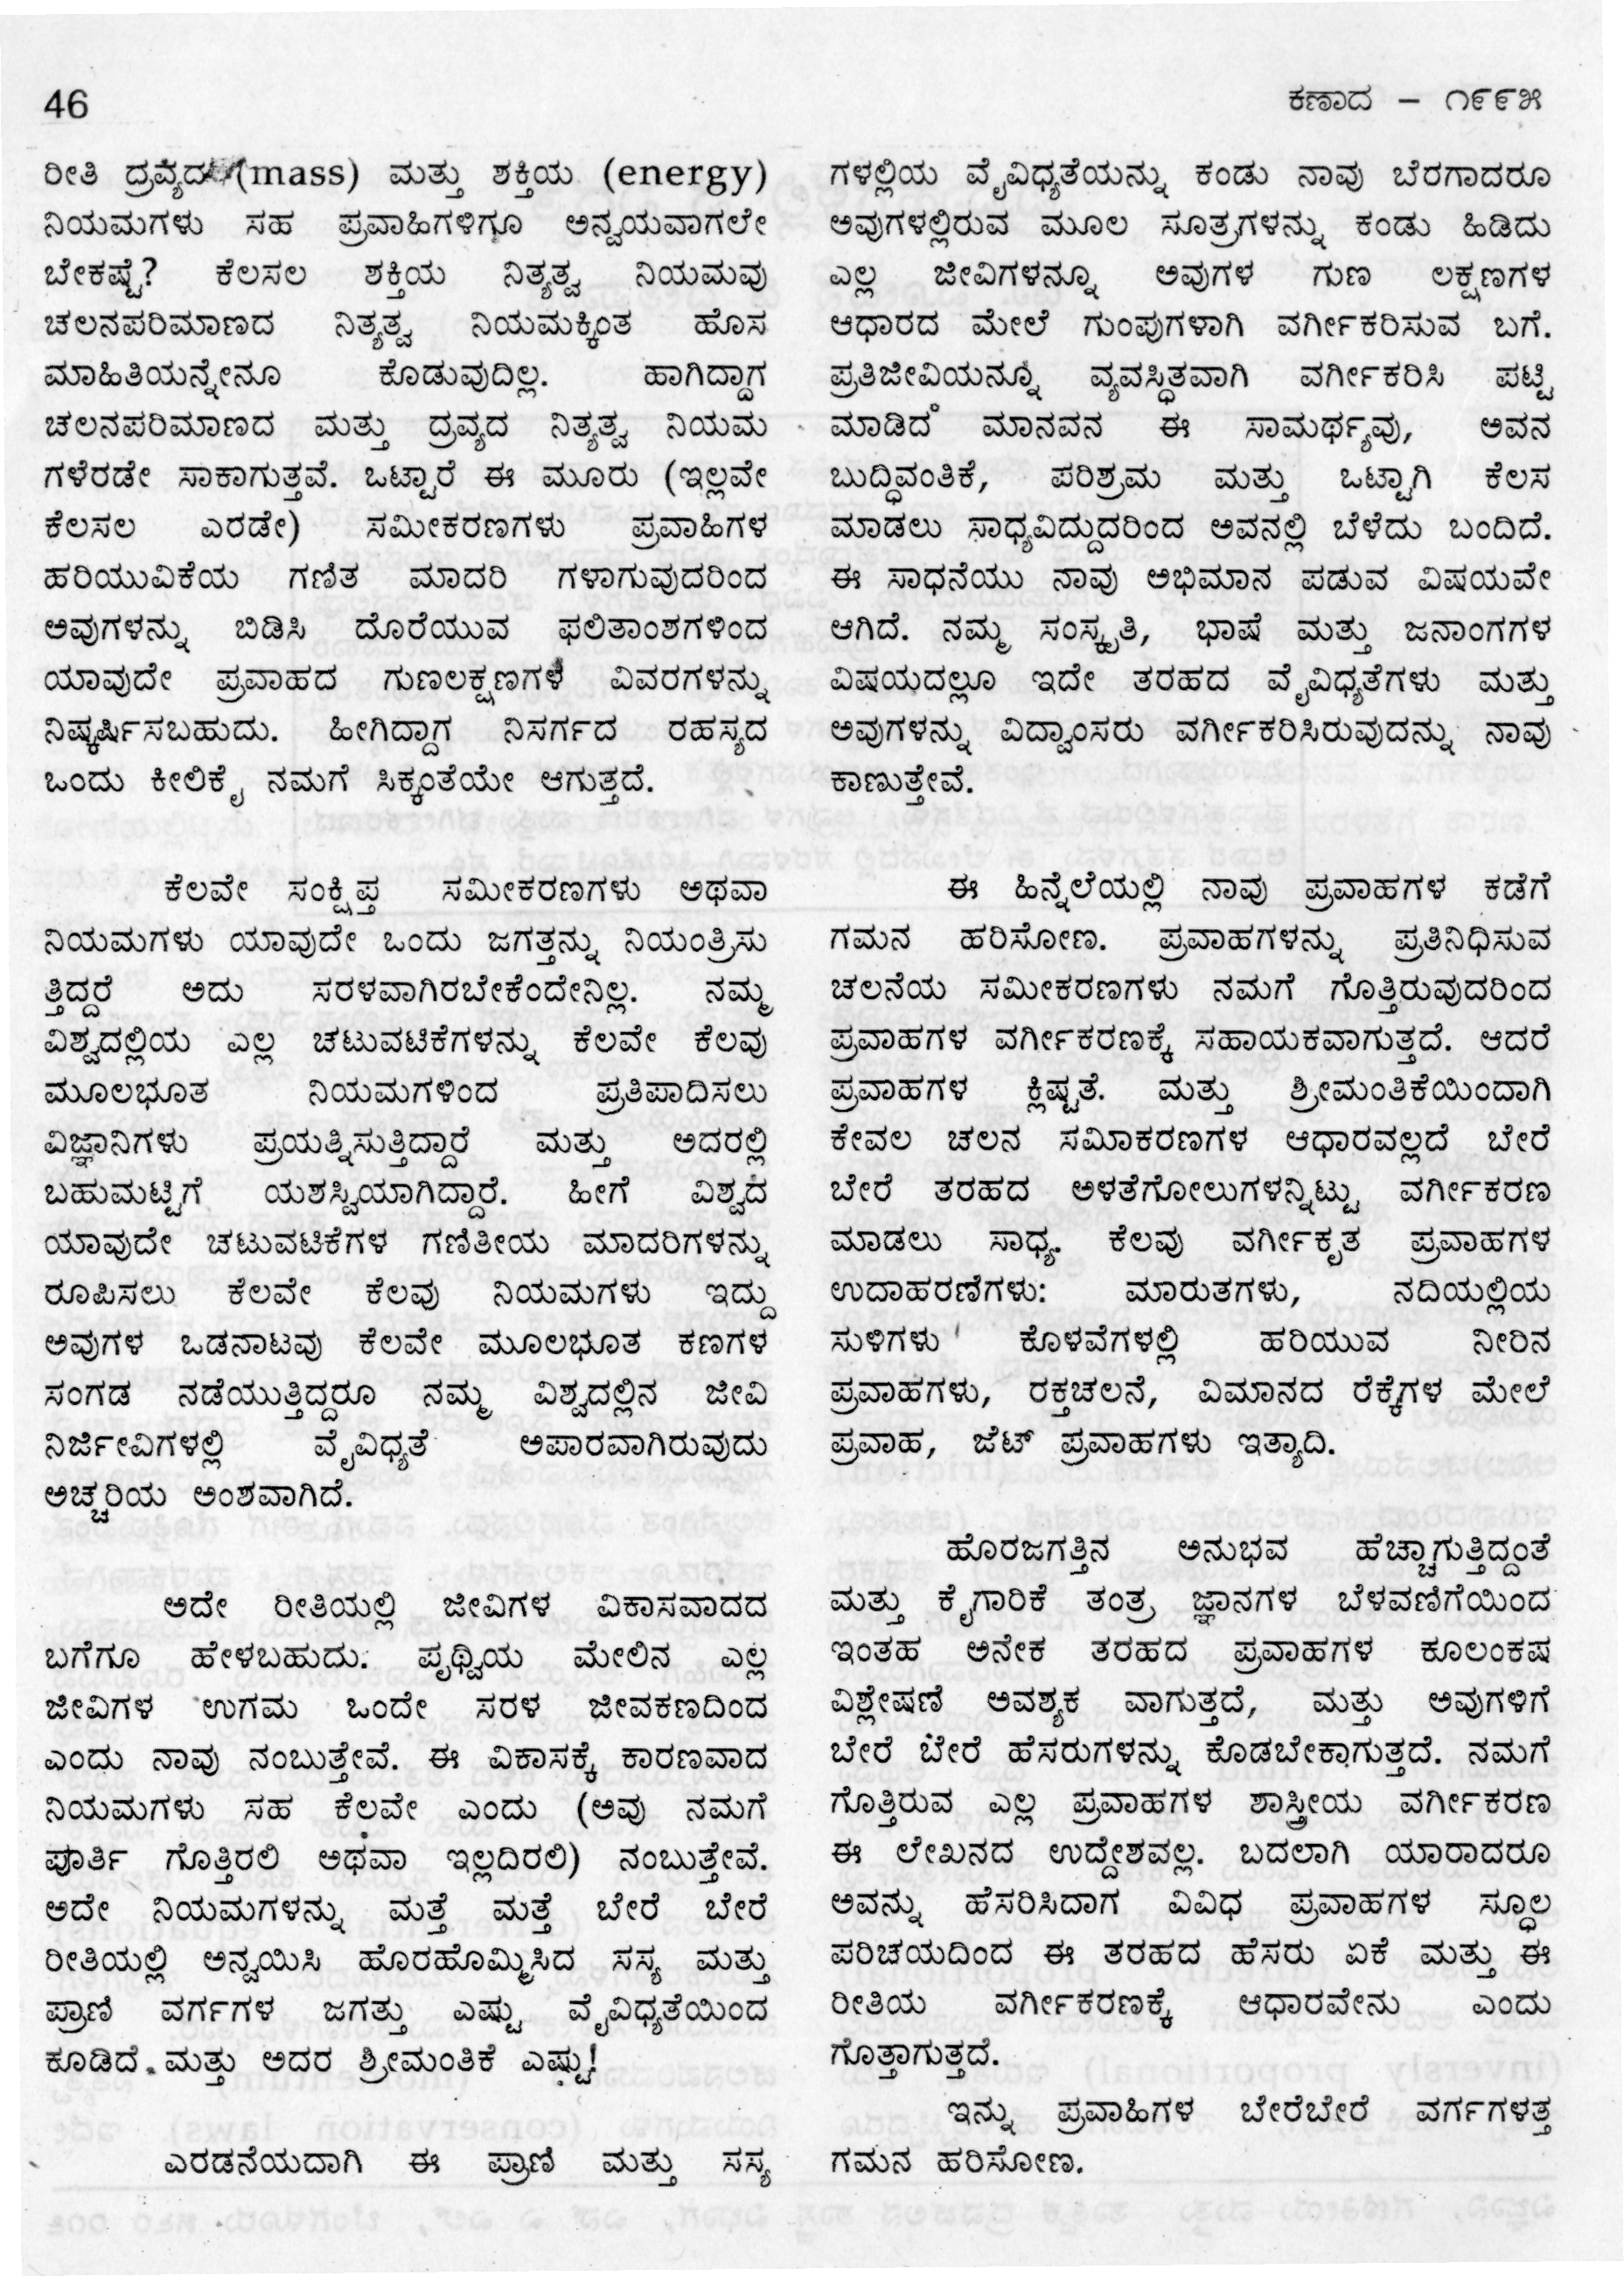 46
ಕಣಾದ – ೧೯೯೫
ರೀತಿ ದ್ರವ್ಯದ (mass) ಮತ್ತು ಶಕ್ತಿಯ (energy)
ನಿಯಮಗಳು ಸಹ ಪ್ರವಾಹಿಗಳಿಗೂ ಅನ್ವಯವಾಗಲೇ
ಬೇಕಷ್ಟೆ? ಕೆಲಸಲ ಶಕ್ತಿಯ ನಿತ್ಯತ್ವ ನಿಯಮವು
ಚಲನಪರಿಮಾಣದ ನಿತ್ಯತ್ವ ನಿಯಮಕ್ಕಿಂತ ಹೊಸ
ಮಾಹಿತಿಯನ್ನೇನೂ ಕೊಡುವುದಿಲ್ಲ. ಹಾಗಿದ್ದಾಗ
ಚಲನಪರಿಮಾಣದ ಮತ್ತು ದ್ರವ್ಯದ ನಿತ್ಯತ್ವ ನಿಯಮ
ಗಳೆರಡೇ ಸಾಕಾಗುತ್ತವೆ. ಒಟ್ಟಾರೆ ಈ ಮೂರು (ಇಲ್ಲವೇ
ಕೆಲಸಲ ಎರಡೇ) ಸಮೀಕರಣಗಳು ಪ್ರವಾಹಿಗಳ
ಹರಿಯುವಿಕೆಯ ಗಣಿತ ಮಾದರಿ ಗಳಾಗುವುದರಿಂದ
ಅವುಗಳನ್ನು ಬಿಡಿಸಿ ದೊರೆಯುವ ಫಲಿತಾಂಶಗಳಿಂದ
ಯಾವುದೇ ಪ್ರವಾಹದ ಗುಣಲಕ್ಷಣಗಳ ವಿವರಗಳನ್ನು
ನಿಷ್ಕರ್ಷಿಸಬಹುದು. ಹೀಗಿದ್ದಾಗ ನಿಸರ್ಗದ ರಹಸ್ಯದ
ಒಂದು ಕೀಲಿಕೈ ನಮಗೆ ಸಿಕ್ಕಂತೆಯೇ ಆಗುತ್ತದೆ.
ಕೆಲವೇ ಸಂಕ್ಷಿಪ್ತ ಸಮೀಕರಣಗಳು ಅಥವಾ
ನಿಯಮಗಳು ಯಾವುದೇ ಒಂದು ಜಗತ್ತನ್ನು ನಿಯಂತ್ರಿಸು
ತ್ತಿದ್ದರೆ ಅದು ಸರಳವಾಗಿರಬೇಕೆಂದೇನಿಲ್ಲ. ನಮ್ಮ
ವಿಶ್ವದಲ್ಲಿಯ ಎಲ್ಲ ಚಟುವಟಿಕೆಗಳನ್ನು ಕೆಲವೇ ಕೆಲವು
ಮೂಲಭೂತ ನಿಯಮಗಳಿಂದ ಪ್ರತಿಪಾದಿಸಲು
ವಿಜ್ಞಾನಿಗಳು ಪ್ರಯತ್ನಿಸುತ್ತಿದ್ದಾರೆ ಮತ್ತು ಅದರಲ್ಲಿ
ಬಹುಮಟ್ಟಿಗೆ ಯಶಸ್ವಿಯಾಗಿದ್ದಾರೆ. ಹೀಗೆ ವಿಶ್ವದ
ಯಾವುದೇ ಚಟುವಟಿಕೆಗಳ ಗಣಿತೀಯ ಮಾದರಿಗಳನ್ನು
ರೂಪಿಸಲು ಕೆಲವೇ ಕೆಲವು ನಿಯಮಗಳು ಇದ್ದು
ಅವುಗಳ ಒಡನಾಟವು ಕೆಲವೇ ಮೂಲಭೂತ ಕಣಗಳ
ಸಂಗಡ ನಡೆಯುತ್ತಿದ್ದರೂ ನಮ್ಮ ವಿಶ್ವದಲ್ಲಿನ ಜೀವಿ
ನಿರ್ಜೀವಿಗಳಲ್ಲಿ ವೈವಿಧ್ಯತೆ ಅಪಾರವಾಗಿರುವುದು
ಅಚ್ಚರಿಯ ಅಂಶವಾಗಿದೆ.
ಅದೇ ರೀತಿಯಲ್ಲಿ ಜೀವಿಗಳ ವಿಕಾಸವಾದದ
ಬಗೆಗೂ ಹೇಳಬಹುದು. ಪೃಥ್ವಿಯ ಮೇಲಿನ ಎಲ್ಲ
ಜೀವಿಗಳ ಉಗಮ ಒಂದೇ ಸರಳ ಜೀವಕಣದಿಂದ
ಎಂದು ನಾವು ನಂಬುತ್ತೇವೆ. ಈ ವಿಕಾಸಕ್ಕೆ ಕಾರಣವಾದ
ನಿಯಮಗಳು ಸಹ ಕೆಲವೇ ಎಂದು (ಅವು ನಮಗೆ
ಪೂರ್ತಿ ಗೊತ್ತಿರಲಿ ಅಥವಾ ಇಲ್ಲದಿರಲಿ) ನಂಬುತ್ತೇವೆ.
ಅದೇ ನಿಯಮಗಳನ್ನು ಮತ್ತೆ ಮತ್ತೆ ಬೇರೆ ಬೇರೆ
ರೀತಿಯಲ್ಲಿ ಅನ್ವಯಿಸಿ ಹೊರಹೊಮ್ಮಿಸಿದ ಸಸ್ಯ ಮತ್ತು
ಪ್ರಾಣಿ ವರ್ಗಗಳ ಜಗತ್ತು ಎಷ್ಟು ವೈವಿಧ್ಯತೆಯಿಂದ
ಕೂಡಿದೆ. ಮತ್ತು ಅದರ ಶ್ರೀಮಂತಿಕೆ ಎಷ್ಟು!
ಎರಡನೆಯದಾಗಿ ಈ ಪ್ರಾಣಿ ಮತ್ತು ಸಸ್ಯ
ಗಳಲ್ಲಿಯ ವೈವಿಧ್ಯತೆಯನ್ನು ಕಂಡು ನಾವು ಬೆರಗಾದರೂ
ಅವುಗಳಲ್ಲಿರುವ ಮೂಲ ಸೂತ್ರಗಳನ್ನು ಕಂಡು ಹಿಡಿದು
ಎಲ್ಲ ಜೀವಿಗಳನ್ನೂ ಅವುಗಳ ಗುಣ ಲಕ್ಷಣಗಳ
ಆಧಾರದ ಮೇಲೆ ಗುಂಪುಗಳಾಗಿ ವರ್ಗೀಕರಿಸುವ ಬಗೆ.
ಪ್ರತಿಜೀವಿಯನ್ನೂ ವ್ಯವಸ್ಥಿತವಾಗಿ ವರ್ಗೀಕರಿಸಿ ಪಟ್ಟಿ
ಮಾಡಿದ ಮಾನವನ ಈ ಸಾಮರ್ಥ್ಯವು, ಅವನ
ಬುದ್ಧಿವಂತಿಕೆ, ಪರಿಶ್ರಮ ಮತ್ತು ಒಟ್ಟಾಗಿ ಕೆಲಸ
ಮಾಡಲು ಸಾಧ್ಯವಿದ್ದುದರಿಂದ ಅವನಲ್ಲಿ ಬೆಳೆದು ಬಂದಿದೆ.
ಈ ಸಾಧನೆಯು ನಾವು ಅಭಿಮಾನ ಪಡುವ ವಿಷಯವೇ
ಆಗಿದೆ. ನಮ್ಮ ಸಂಸ್ಕೃತಿ, ಭಾಷೆ ಮತ್ತು ಜನಾಂಗಗಳ
ವಿಷಯದಲ್ಲೂ ಇದೇ ತರಹದ ವೈವಿಧ್ಯತೆಗಳು ಮತ್ತು
ಅವುಗಳನ್ನು ವಿದ್ವಾಂಸರು ವರ್ಗೀಕರಿಸಿರುವುದನ್ನು ನಾವು
ಕಾಣುತ್ತೇವೆ.
ಈ ಹಿನ್ನೆಲೆಯಲ್ಲಿ ನಾವು ಪ್ರವಾಹಗಳ ಕಡೆಗೆ
ಗಮನ ಹರಿಸೋಣ. ಪ್ರವಾಹಗಳನ್ನು ಪ್ರತಿನಿಧಿಸುವ
ಚಲನೆಯ ಸಮೀಕರಣಗಳು ನಮಗೆ ಗೊತ್ತಿರುವುದರಿಂದ
ಪ್ರವಾಹಗಳ ವರ್ಗೀಕರಣಕ್ಕೆ ಸಹಾಯಕವಾಗುತ್ತದೆ. ಆದರೆ
ಪ್ರವಾಹಗಳ ಕ್ಲಿಷ್ಟತೆ. ಮತ್ತು ಶ್ರೀಮಂತಿಕೆಯಿಂದಾಗಿ
ಕೇವಲ ಚಲನ ಸಮೀಕರಣಗಳ ಆಧಾರವಲ್ಲದೆ ಬೇರೆ
ಬೇರೆ ತರಹದ ಅಳತೆಗೋಲುಗಳನ್ನಿಟ್ಟು ವರ್ಗೀಕರಣ
ಮಾಡಲು ಸಾಧ್ಯ. ಕೆಲವು ವರ್ಗೀಕೃತ ಪ್ರವಾಹಗಳ
ಉದಾಹರಣೆಗಳು: ಮಾರುತಗಳು, ನದಿಯಲ್ಲಿಯ
ಸುಳಿಗಳು ' ಕೊಳವೆಗಳಲ್ಲಿ ಹರಿಯುವ ನೀರಿನ
ಪ್ರವಾಹಗಳು, ರಕ್ತಚಲನೆ, ವಿಮಾನದ ರೆಕ್ಕೆಗಳ ಮೇಲೆ
ಪ್ರವಾಹ, ಜೆಟ್ ಪ್ರವಾಹಗಳು ಇತ್ಯಾದಿ.
ಹೊರಜಗತ್ತಿನ ಅನುಭವ ಹೆಚ್ಚಾಗುತ್ತಿದ್ದಂತೆ
ಮತ್ತು ಕೈಗಾರಿಕೆ ತಂತ್ರ ಜ್ಞಾನಗಳ ಬೆಳವಣಿಗೆಯಿಂದ
ಇಂತಹ ಅನೇಕ ತರಹದ ಪ್ರವಾಹಗಳ ಕೂಲಂಕಷ
ವಿಶ್ಲೇಷಣೆ ಅವಶ್ಯಕ ವಾಗುತ್ತದೆ, ಮತ್ತು ಅವುಗಳಿಗೆ
ಬೇರೆ ಬೇರೆ ಹೆಸರುಗಳನ್ನು ಕೊಡಬೇಕಾಗುತ್ತದೆ. ನಮಗೆ
ಗೊತ್ತಿರುವ ಎಲ್ಲ ಪ್ರವಾಹಗಳ ಶಾಸ್ತ್ರೀಯ ವರ್ಗೀಕರಣ
ಈ ಲೇಖನದ ಉದ್ದೇಶವಲ್ಲ. ಬದಲಾಗಿ ಯಾರಾದರೂ
ಅವನ್ನು ಹೆಸರಿಸಿದಾಗ ವಿವಿಧ ಪ್ರವಾಹಗಳ ಸ್ಥೂಲ
ಪರಿಚಯದಿಂದ ಈ ತರಹದ ಹೆಸರು ಏಕೆ ಮತ್ತು ಈ
ರೀತಿಯ ವರ್ಗೀಕರಣಕ್ಕೆ ಆಧಾರವೇನು ಎಂದು
ಗೊತ್ತಾಗುತ್ತದೆ.
ಇನ್ನು ಪ್ರವಾಹಿಗಳ ಬೇರೆಬೇರೆ ವರ್ಗಗಳತ್ತ
ಗಮನ ಹರಿಸೋಣ.